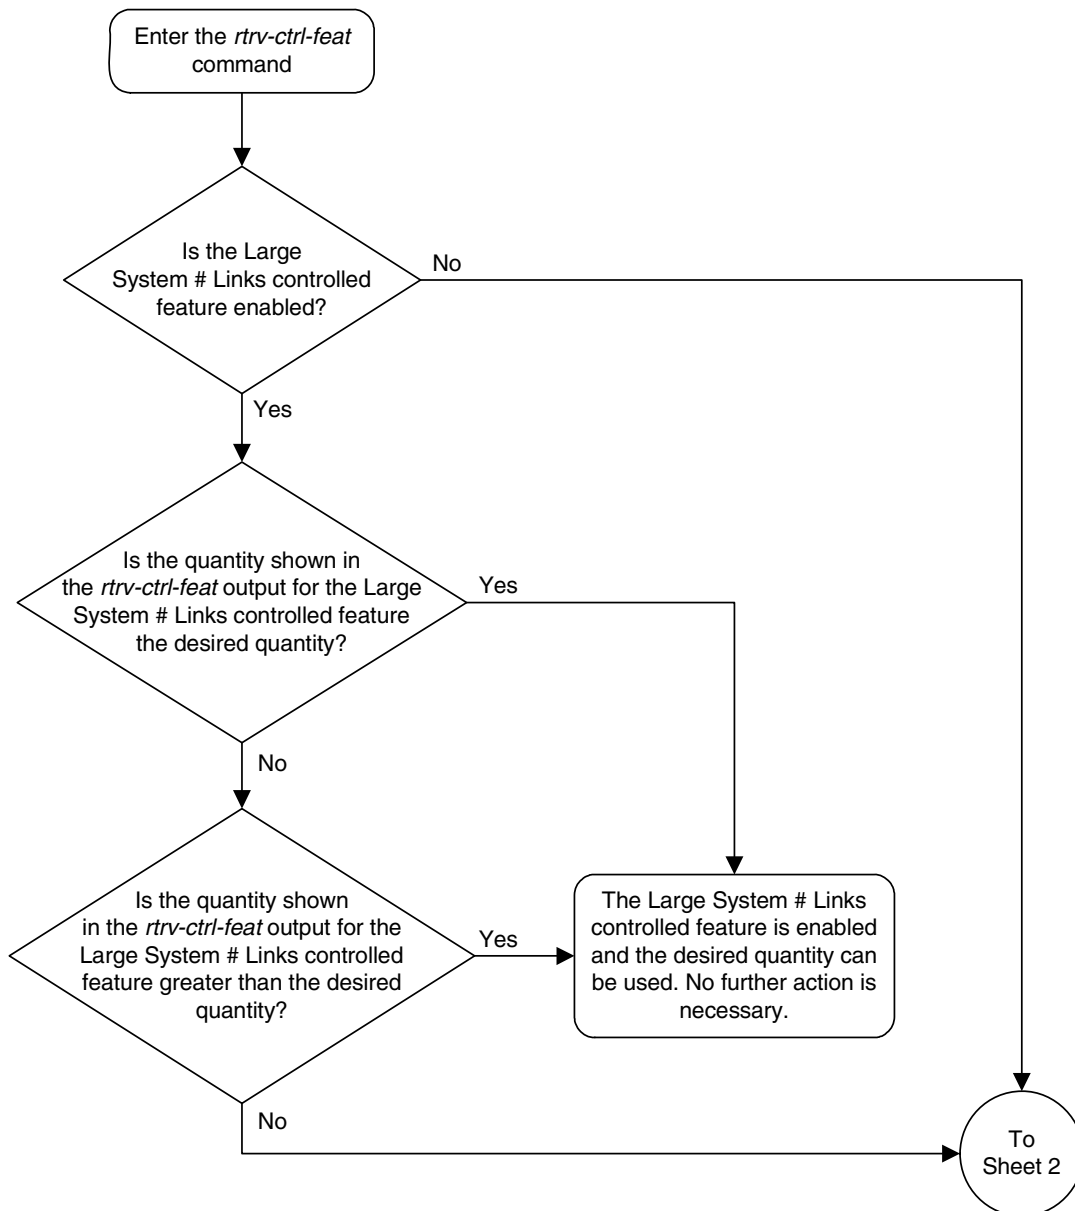 Enter the rtrv-ctrl-feat
command
Is the Large
System # Links controlled
feature enabled?
No
Yes
Is the quantity shown in
the rtrv-ctrl-feat output for the Large
System # Links controlled feature
the desired quantity?
Yes
No
Is the quantity shown
in the rtrv-ctrl-feat output for the
Large System # Links controlled
feature greater than the desired
quantity?
Yes
The Large System # Links
controlled feature is enabled
and the desired quantity can
be used. No further action is
necessary.
No
To
Sheet 2